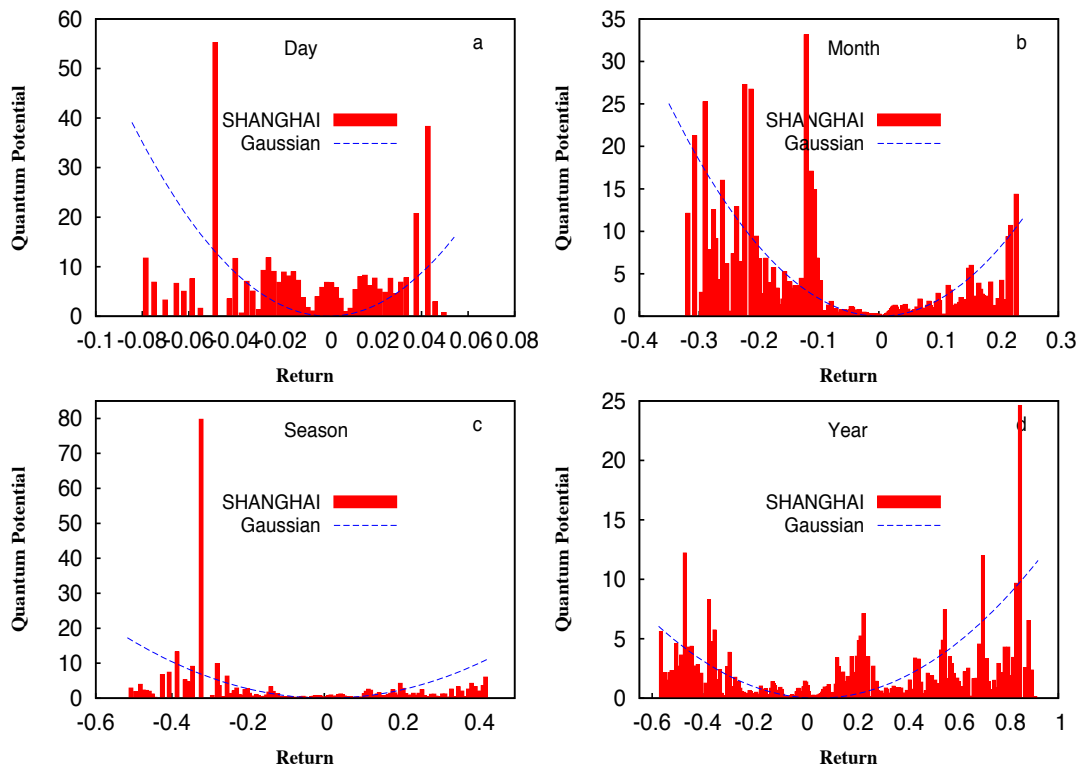 60
50
40
30
20
10
0
Quantum Potential
Day
a
SHANGHAI
Gaussian
-0.1 -0.08 -0.06 -0.04 -0.02 0 0.02 0.04 0.06 0.08
Return
35
30
25
20
15
10
5
0
Quantum Potential
Month
b
SHANGHAI
Gaussian
-0.4 -0.3 -0.2 -0.1 0 0.1 0.2 0.3
Return
80
70
60
50
40
30
20
10
0
Quantum Potential
Season
c
SHANGHAI
Gaussian
-0.6 -0.4 -0.2 0 0.2 0.4
Return
25
20
15
10
5
0
Quantum Potential
Year
d
SHANGHAI
Gaussian
-0.6 -0.4 -0.2 0 0.2 0.4 0.6 0.8 1
Return